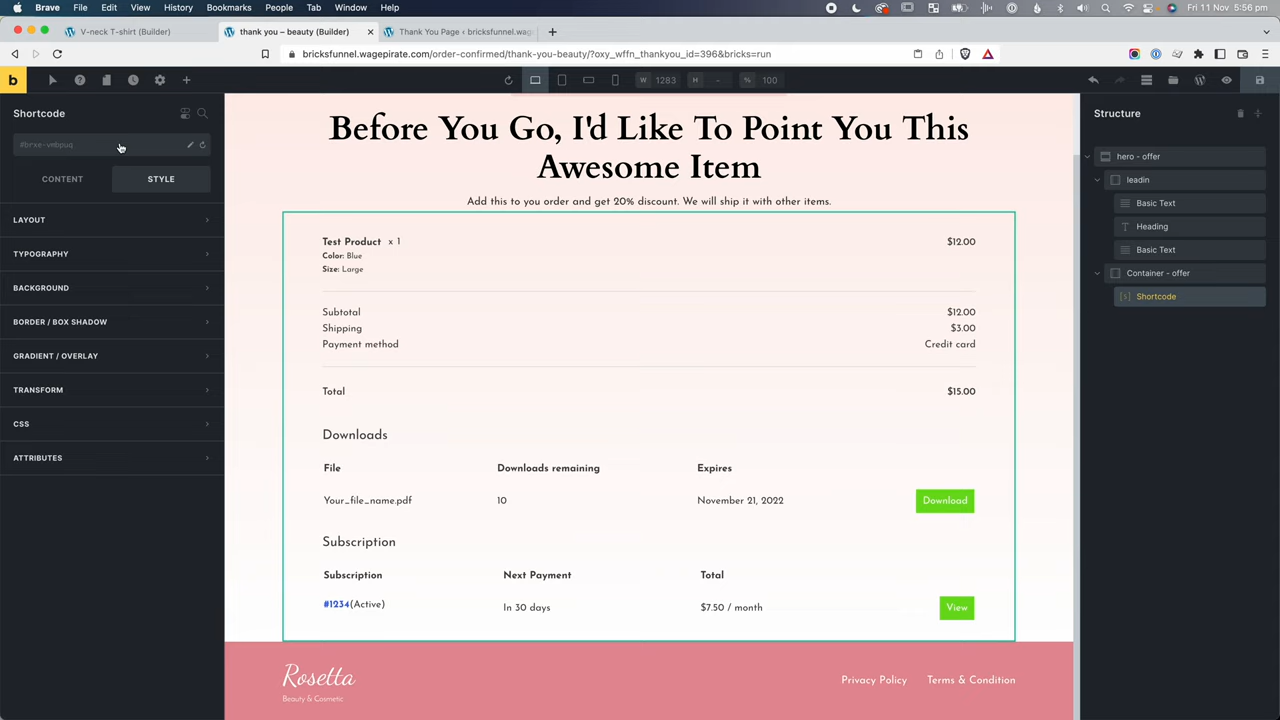 Brave File Edit View History Bookmarks People Tab Window Help Fri 11 Nov 5:56 pm
V-neck T-shirt (Builder) thank you – beauty (Builder) Thank You Page ‹ bricksfunnel.wag
bricksfunnel.wagepirate.com/order-confirmed/thank-you-beauty/?oxy_wffn_thankyou_id=396&bricks=run
b W 1283 H - % 100
Shortcode
#brxe-vebpuq
CONTENT STYLE
LAYOUT
TYPOGRAPHY
BACKGROUND
BORDER / BOX SHADOW
GRADIENT / OVERLAY
TRANSFORM
CSS
ATTRIBUTES
Before You Go, I'd Like To Point You This
Awesome Item
Add this to you order and get 20% discount. We will ship it with other items.
Test Product x 1 $12.00
Color: Blue
Size: Large
Subtotal $12.00
Shipping $3.00
Payment method Credit card
Total $15.00
Downloads
File Downloads remaining Expires
Your_file_name.pdf 10 November 21, 2022 Download
Subscription
Subscription Next Payment Total
#1234(Active) In 30 days $7.50 / month View
Rosetta
Beauty & Cosmetic
Privacy Policy Terms & Condition
Structure
hero - offer
leadin
Basic Text
Heading
Basic Text
Container - offer
Shortcode